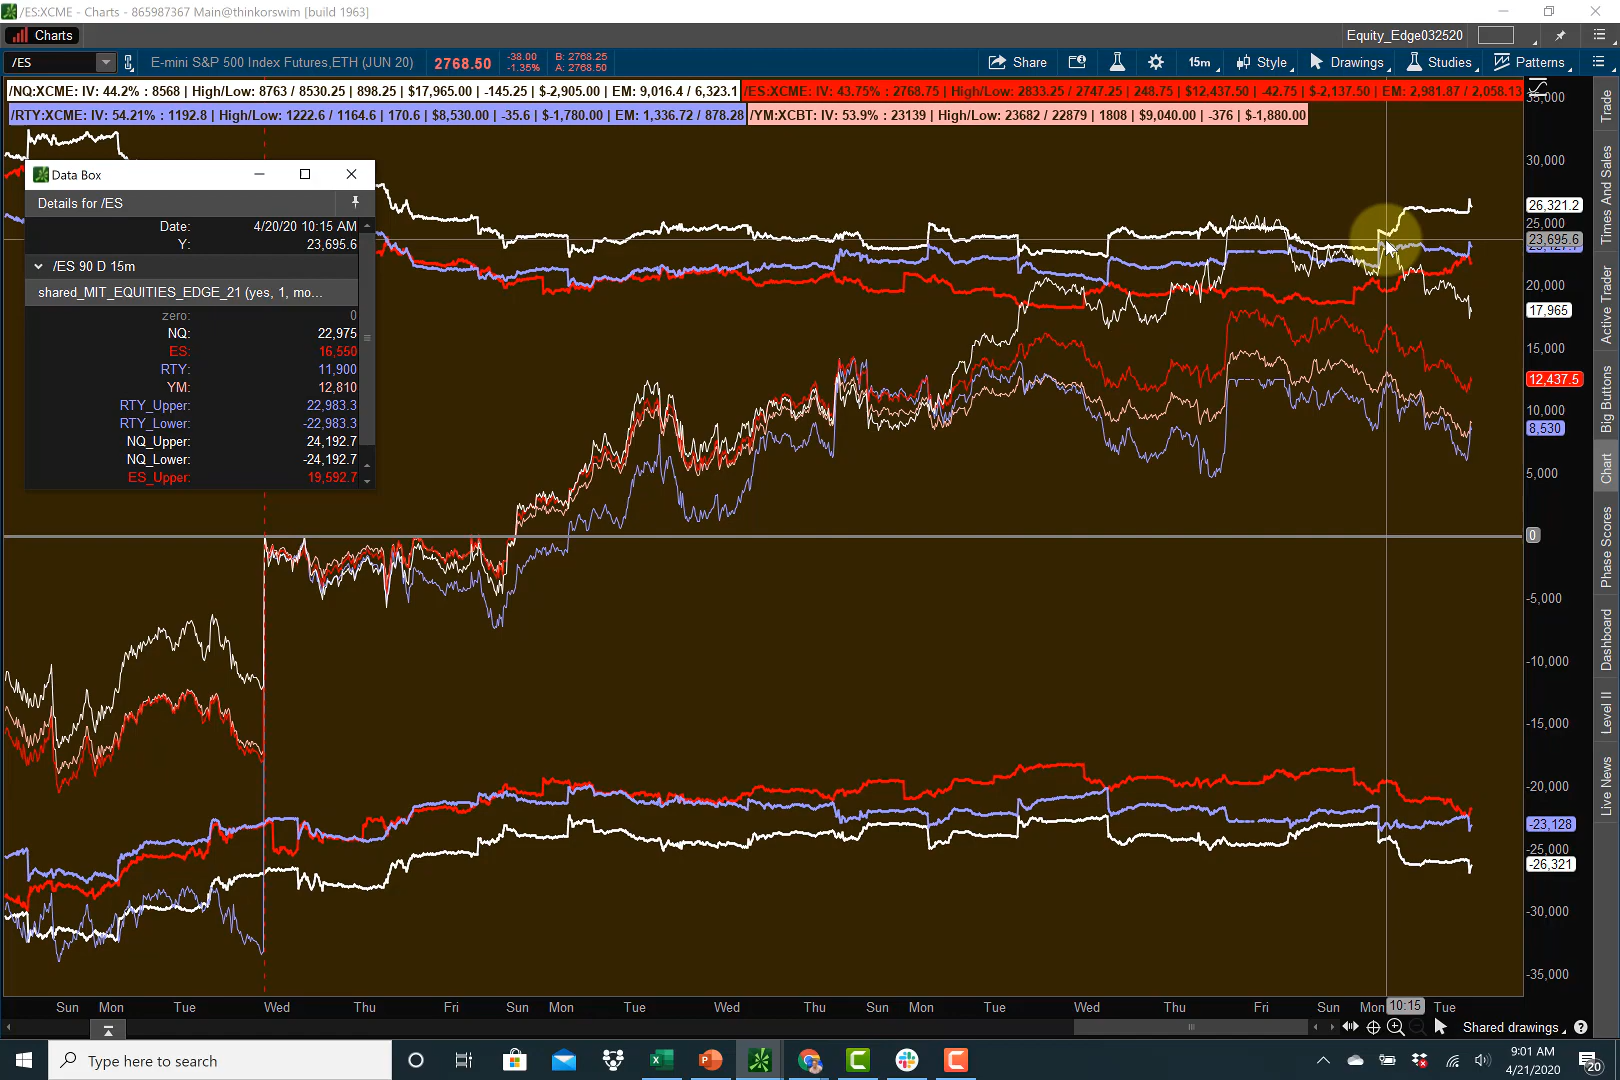 /ES:XCME - Charts - 865987367 Main@thinkorswim [build 1963]
Charts
Equity_Edge032520
/ES
E-mini S&P 500 Index Futures,ETH (JUN 20)
2768.50
-38.00
-1.35%
B: 2768.25
A: 2768.50
Share
15m
Style
Drawings
Studies
Patterns
/NQ:XCME: IV: 44.2% : 8568 | High/Low: 8763 / 8530.25 | 898.25 | $17,965.00 | -145.25 | $-2,905.00 | EM: 9,016.4 / 6,323.1
/ES:XCME: IV: 43.75% : 2768.75 | High/Low: 2833.25 / 2747.25 | 248.75 | $12,437.50 | -42.75 | $-2,137.50 | EM: 2,981.87 / 2,058.13
/RTY:XCME: IV: 54.21% : 1192.8 | High/Low: 1222.6 / 1164.6 | 170.6 | $8,530.00 | -35.6 | $-1,780.00 | EM: 1,336.72 / 878.28
/YM:XCBT: IV: 53.9% : 23139 | High/Low: 23682 / 22879 | 1808 | $9,040.00 | -376 | $-1,880.00
Data Box
Details for /ES
Date: 4/20/20 10:15 AM
Y: 23,695.6
/ES 90 D 15m
shared_MIT_EQUITIES_EDGE_21 (yes, 1, mo...
zero: 0
NQ: 22,975
ES: 16,550
RTY: 11,900
YM: 12,810
RTY_Upper: 22,983.3
RTY_Lower: -22,983.3
NQ_Upper: 24,192.7
NQ_Lower: -24,192.7
ES_Upper: 19,592.7
35,000
30,000
26,321.2
25,000
23,695.6
20,000
17,965
15,000
12,437.5
10,000
8,530
5,000
0
-5,000
-10,000
-15,000
-20,000
-23,128
-25,000
-26,321
-30,000
-35,000
Trade
Times And Sales
Active Trader
Big Buttons
Chart
Phase Scores
Dashboard
Level II
Live News
Sun Mon Tue Wed Thu Fri Sun Mon Tue Wed Thu Sun Mon Tue Wed Thu Fri Sun Mon 10:15 Tue
Shared drawings
Type here to search
9:01 AM
4/21/2020
20